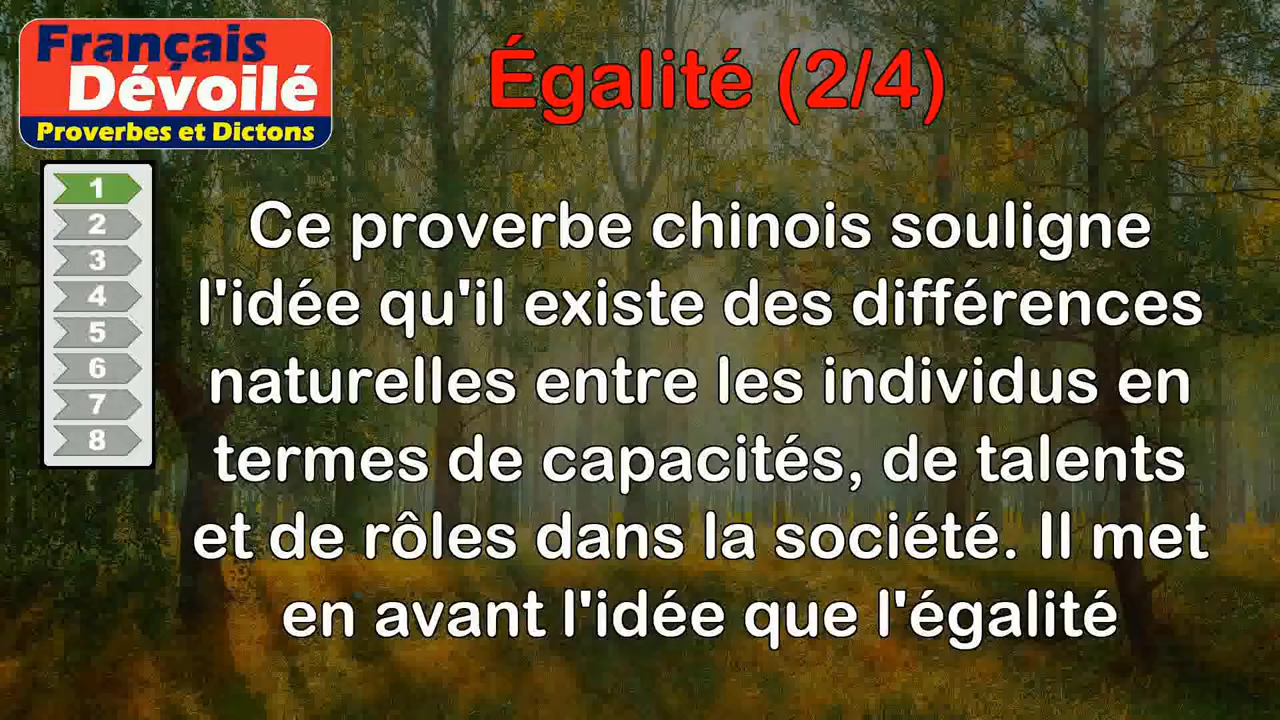 Français
Dévoilé
Proverbes et Dictons
Égalité (2/4)
1
2
3
4
5
6
7
8
Ce proverbe chinois souligne
l'idée qu'il existe des différences
naturelles entre les individus en
termes de capacités, de talents
et de rôles dans la société. Il met
en avant l'idée que l'égalité